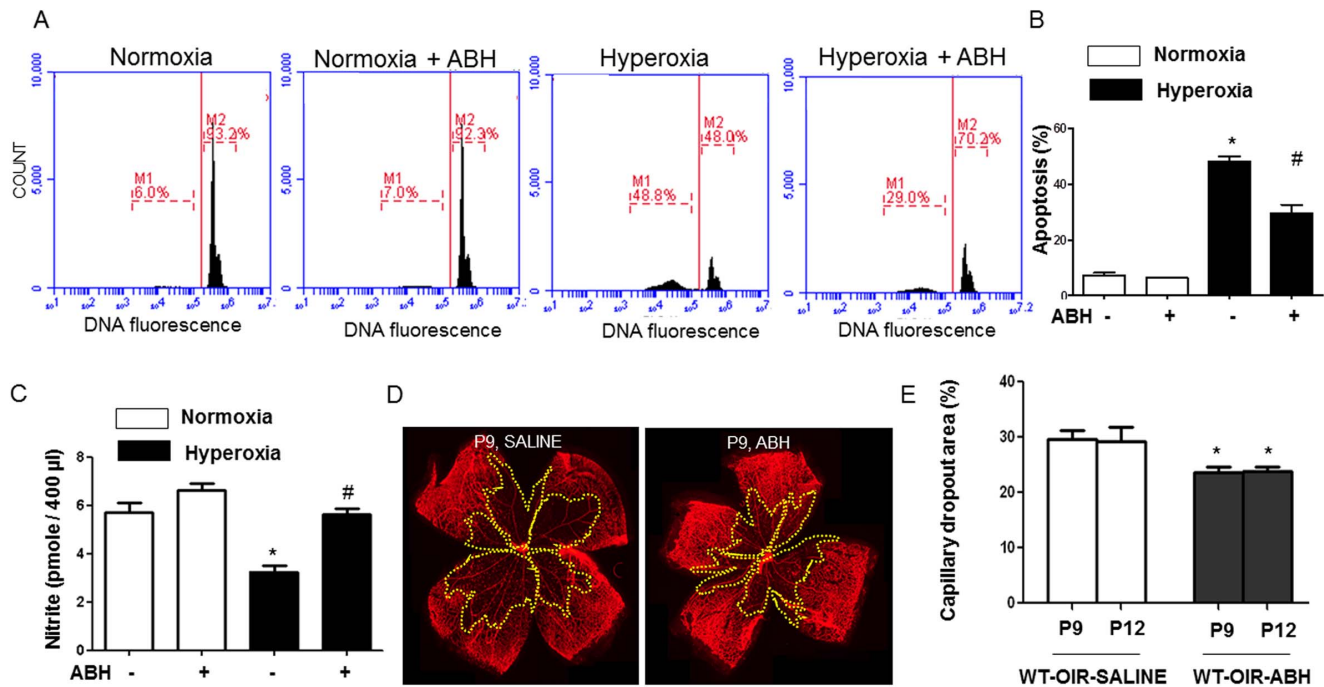 A
Normoxia
Normoxia + ABH
Hyperoxia
Hyperoxia + ABH
10,000
5,000
0
COUNT
M2
93.2%
M1
6.0%
10,000
5,000
0
M2
92.3%
M1
7.0%
10,000
5,000
0
M2
48.0%
M1
48.8%
10,000
5,000
0
M2
70.2%
M1
29.0%
DNA fluorescence
DNA fluorescence
DNA fluorescence
DNA fluorescence
B
Normoxia
Hyperoxia
Apoptosis (%)
60
40
20
0
*
#
ABH - + - +
C
Normoxia
Hyperoxia
Nitrite (pmole / 400 µl)
8
6
4
2
0
*
#
ABH - + - +
D
P9, SALINE
P9, ABH
E
Capillary dropout area (%)
40
30
20
10
0
* *
P9 P12 P9 P12
WT-OIR-SALINE WT-OIR-ABH